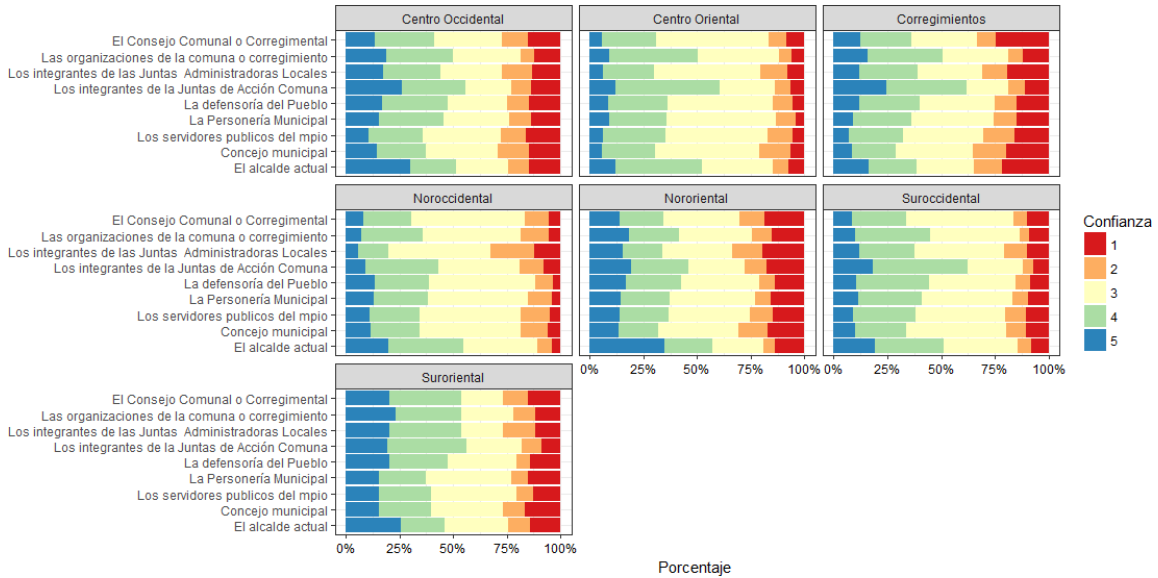 Centro Occidental
Centro Oriental
Corregimientos
El Consejo Comunal o Corregimental
Las organizaciones de la comuna o corregimiento
Los integrantes de las Juntas  Administradoras Locales
Los integrantes de la Juntas de Acción Comuna
La defensoría del Pueblo
La Personería Municipal
Los servidores publicos del mpio
Concejo municipal
El alcalde actual
Noroccidental
Nororiental
Suroccidental
El Consejo Comunal o Corregimental
Las organizaciones de la comuna o corregimiento
Los integrantes de las Juntas  Administradoras Locales
Los integrantes de la Juntas de Acción Comuna
La defensoría del Pueblo
La Personería Municipal
Los servidores publicos del mpio
Concejo municipal
El alcalde actual
0% 25% 50% 75% 100%
0% 25% 50% 75% 100%
Confianza
1
2
3
4
5
Suroriental
El Consejo Comunal o Corregimental
Las organizaciones de la comuna o corregimiento
Los integrantes de las Juntas  Administradoras Locales
Los integrantes de la Juntas de Acción Comuna
La defensoría del Pueblo
La Personería Municipal
Los servidores publicos del mpio
Concejo municipal
El alcalde actual
0% 25% 50% 75% 100%
Porcentaje